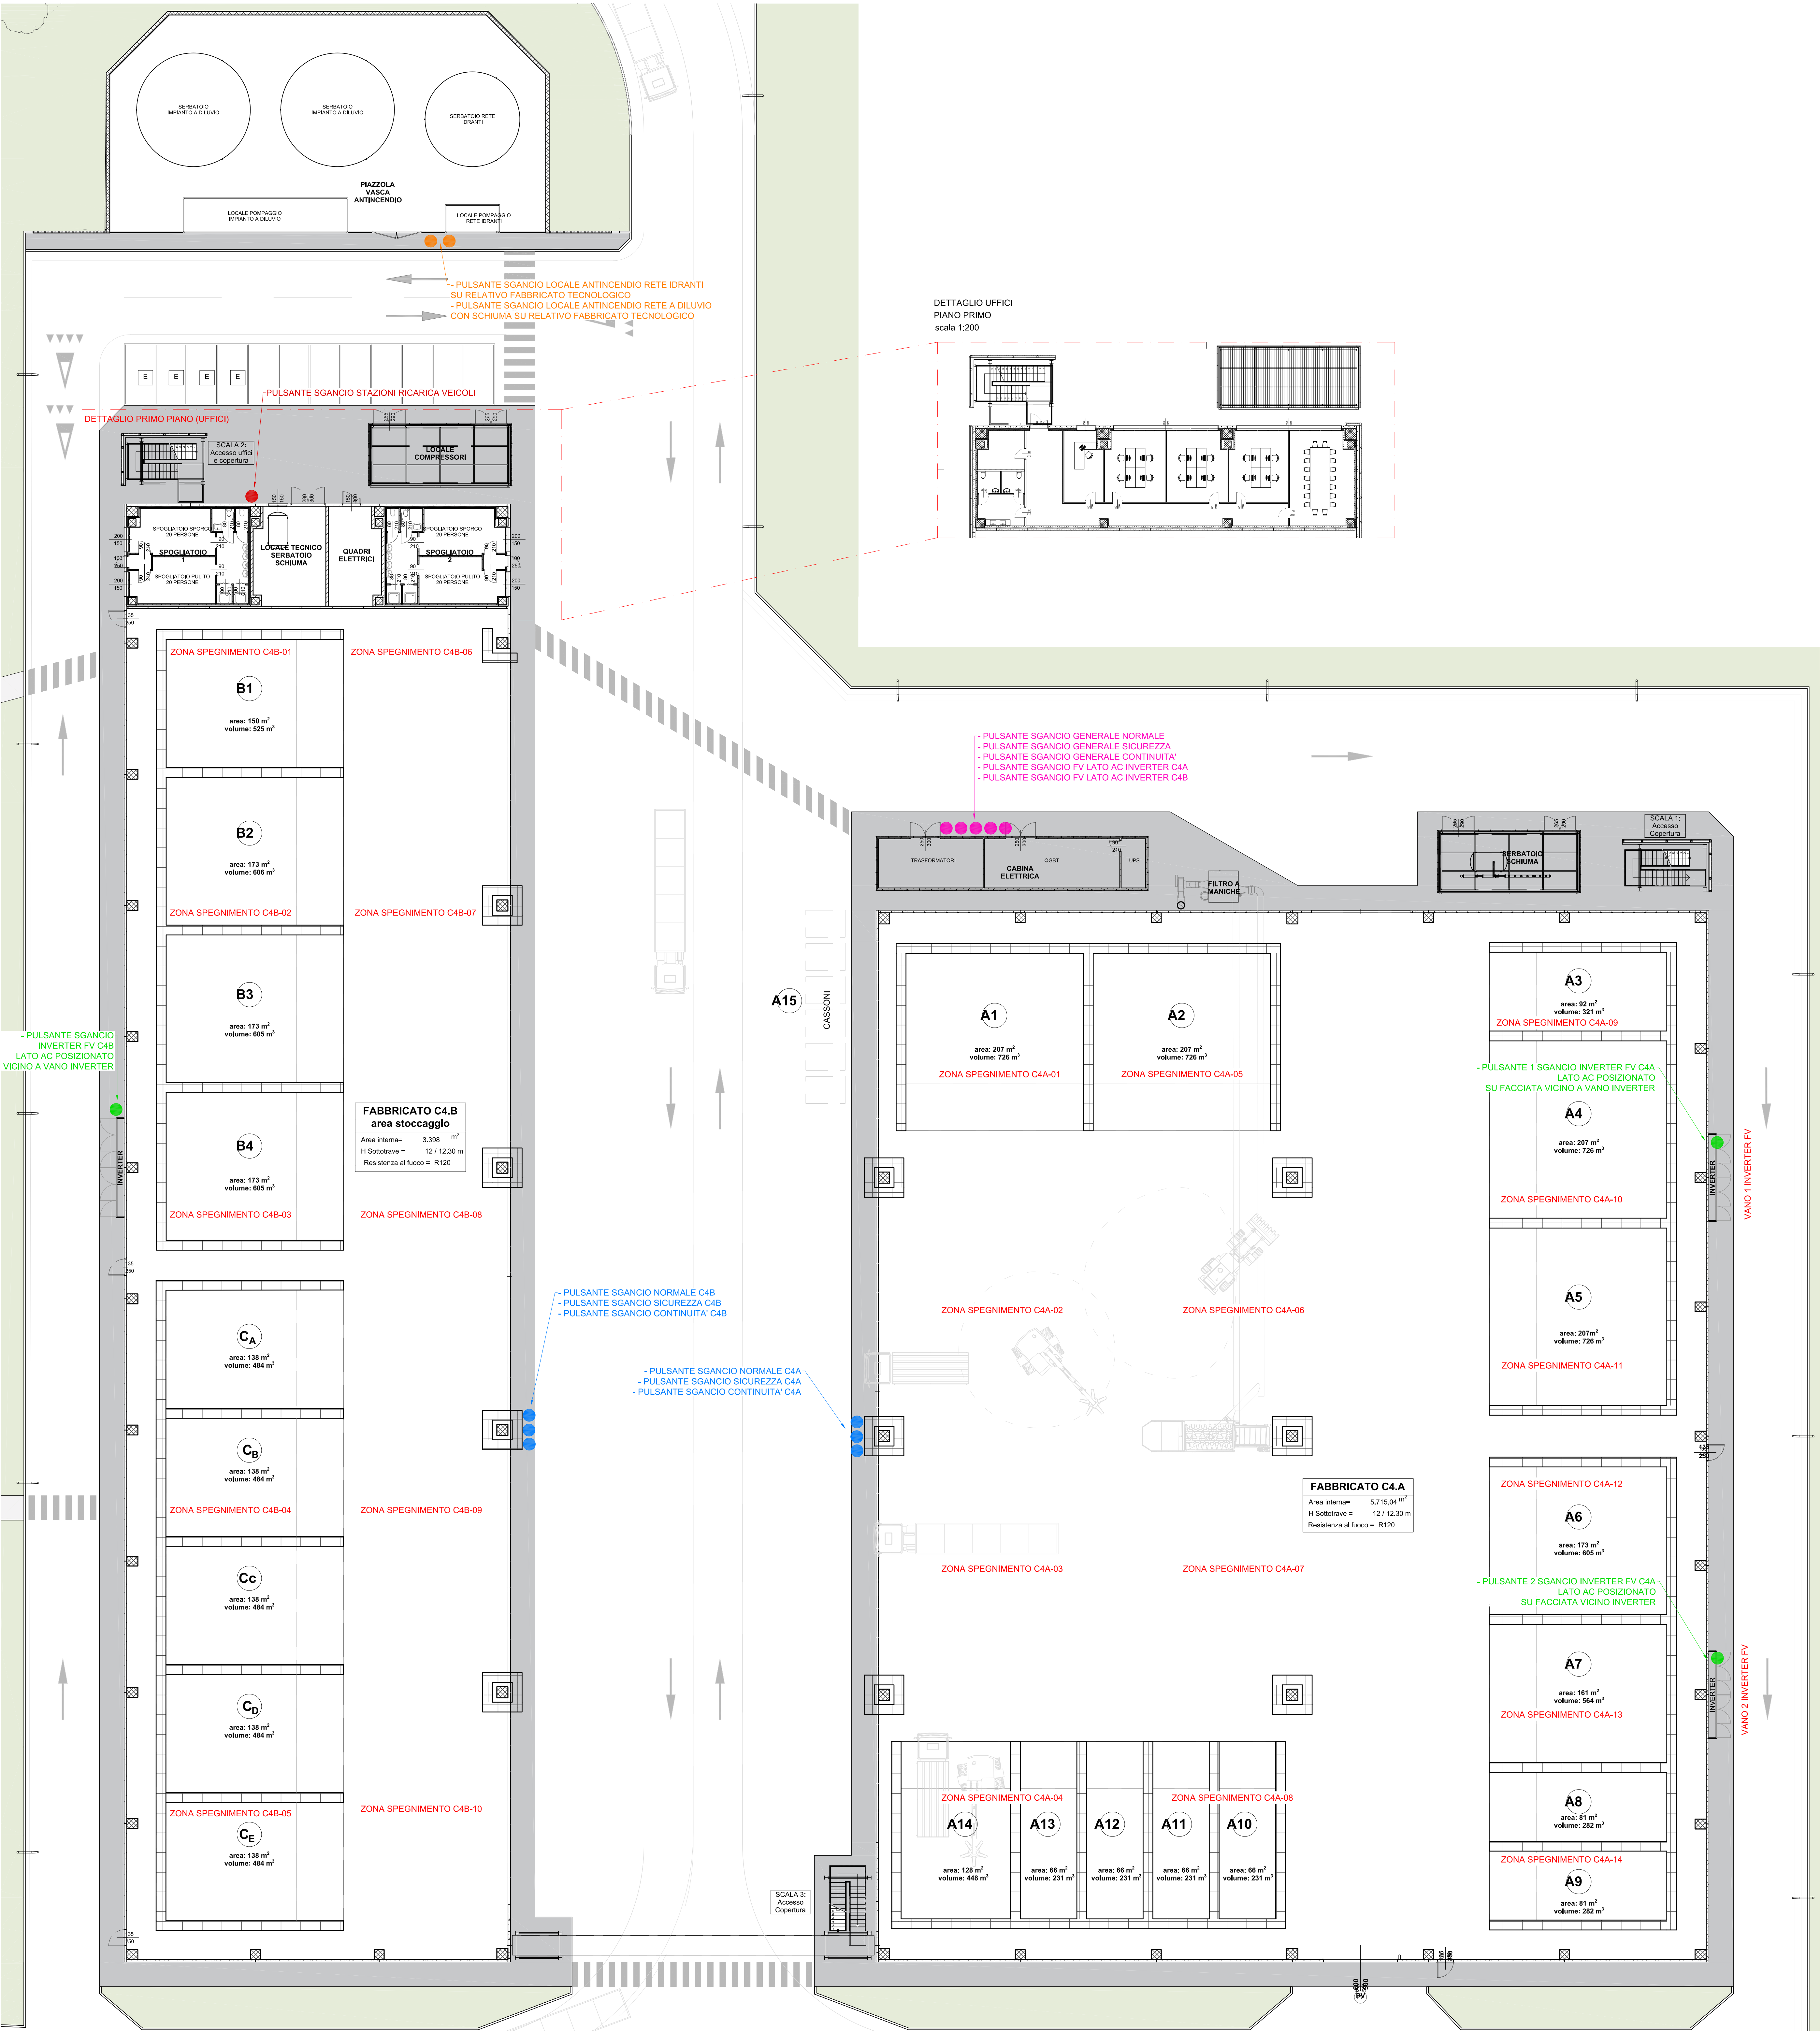 SERBATOIO
IMPIANTO A DILUVIO
SERBATOIO
IMPIANTO A DILUVIO
SERBATOIO RETE
IDRANTI
PIAZZOLA
VASCA
ANTINCENDIO
LOCALE POMPAGGIO
IMPIANTO A DILUVIO
LOCALE POMPAGGIO
RETE IDRANTI
- PULSANTE SGANCIO LOCALE ANTINCENDIO RETE IDRANTI
SU RELATIVO FABBRICATO TECNOLOGICO
- PULSANTE SGANCIO LOCALE ANTINCENDIO RETE A DILUVIO
CON SCHIUMA SU RELATIVO FABBRICATO TECNOLOGICO
DETTAGLIO UFFICI
PIANO PRIMO
scala 1:200
E
E
E
E
PULSANTE SGANCIO STAZIONI RICARICA VEICOLI
DETTAGLIO PRIMO PIANO (UFFICI)
SCALA 2:
Accesso uffici
e copertura
LOCALE
COMPRESSORI
SPOGLIATOIO SPORCO
20 PERSONE
SPOGLIATOIO
1
SPOGLIATOIO PULITO
20 PERSONE
LOCALE TECNICO
SERBATOIO
SCHIUMA
QUADRI
ELETTRICI
SPOGLIATOIO SPORCO
20 PERSONE
SPOGLIATOIO
2
SPOGLIATOIO PULITO
20 PERSONE
ZONA SPEGNIMENTO C4B-01
ZONA SPEGNIMENTO C4B-06
B1
area: 150 m²
volume: 525 m³
B2
area: 173 m²
volume: 606 m³
ZONA SPEGNIMENTO C4B-02
ZONA SPEGNIMENTO C4B-07
B3
area: 173 m²
volume: 605 m³
- PULSANTE SGANCIO
INVERTER FV C4B
LATO AC POSIZIONATO
VICINO A VANO INVERTER
INVERTER
B4
area: 173 m²
volume: 605 m³
FABBRICATO C4.B
area stoccaggio
Area interna= 3,398 m²
H Sottotrave = 12 / 12.30 m
Resistenza al fuoco = R120
ZONA SPEGNIMENTO C4B-03
ZONA SPEGNIMENTO C4B-08
CA
area: 138 m²
volume: 484 m³
CB
area: 138 m²
volume: 484 m³
ZONA SPEGNIMENTO C4B-04
ZONA SPEGNIMENTO C4B-09
Cc
area: 138 m²
volume: 484 m³
CD
area: 138 m²
volume: 484 m³
ZONA SPEGNIMENTO C4B-05
ZONA SPEGNIMENTO C4B-10
CE
area: 138 m²
volume: 484 m³
- PULSANTE SGANCIO NORMALE C4B
- PULSANTE SGANCIO SICUREZZA C4B
- PULSANTE SGANCIO CONTINUITA' C4B
- PULSANTE SGANCIO NORMALE C4A
- PULSANTE SGANCIO SICUREZZA C4A
- PULSANTE SGANCIO CONTINUITA' C4A
- PULSANTE SGANCIO GENERALE NORMALE
- PULSANTE SGANCIO GENERALE SICUREZZA
- PULSANTE SGANCIO GENERALE CONTINUITA'
- PULSANTE SGANCIO FV LATO AC INVERTER C4A
- PULSANTE SGANCIO FV LATO AC INVERTER C4B
TRASFORMATORI
CABINA
ELETTRICA
QGBT
UPS
FILTRO A
MANICHE
SERBATOIO
SCHIUMA
SCALA 1:
Accesso
Copertura
A15
CASSONI
A1
area: 207 m²
volume: 726 m³
ZONA SPEGNIMENTO C4A-01
A2
area: 207 m²
volume: 726 m³
ZONA SPEGNIMENTO C4A-05
A3
area: 92 m²
volume: 321 m³
ZONA SPEGNIMENTO C4A-09
- PULSANTE 1 SGANCIO INVERTER FV C4A
LATO AC POSIZIONATO
SU FACCIATA VICINO A VANO INVERTER
A4
area: 207 m²
volume: 726 m³
ZONA SPEGNIMENTO C4A-10
INVERTER
VANO 1 INVERTER FV
A5
area: 207m²
volume: 726 m³
ZONA SPEGNIMENTO C4A-11
ZONA SPEGNIMENTO C4A-02
ZONA SPEGNIMENTO C4A-06
FABBRICATO C4.A
Area interna= 5,715,04 m²
H Sottotrave = 12 / 12.30 m
Resistenza al fuoco = R120
ZONA SPEGNIMENTO C4A-12
A6
area: 173 m²
volume: 605 m³
ZONA SPEGNIMENTO C4A-03
ZONA SPEGNIMENTO C4A-07
- PULSANTE 2 SGANCIO INVERTER FV C4A
LATO AC POSIZIONATO
SU FACCIATA VICINO INVERTER
A7
area: 161 m²
volume: 564 m³
ZONA SPEGNIMENTO C4A-13
INVERTER
VANO 2 INVERTER FV
ZONA SPEGNIMENTO C4A-04
ZONA SPEGNIMENTO C4A-08
A14
area: 128 m²
volume: 448 m³
A13
area: 66 m²
volume: 231 m³
A12
area: 66 m²
volume: 231 m³
A11
area: 66 m²
volume: 231 m³
A10
area: 66 m²
volume: 231 m³
A8
area: 81 m²
volume: 282 m³
ZONA SPEGNIMENTO C4A-14
A9
area: 81 m²
volume: 282 m³
SCALA 3:
Accesso
Copertura
PV